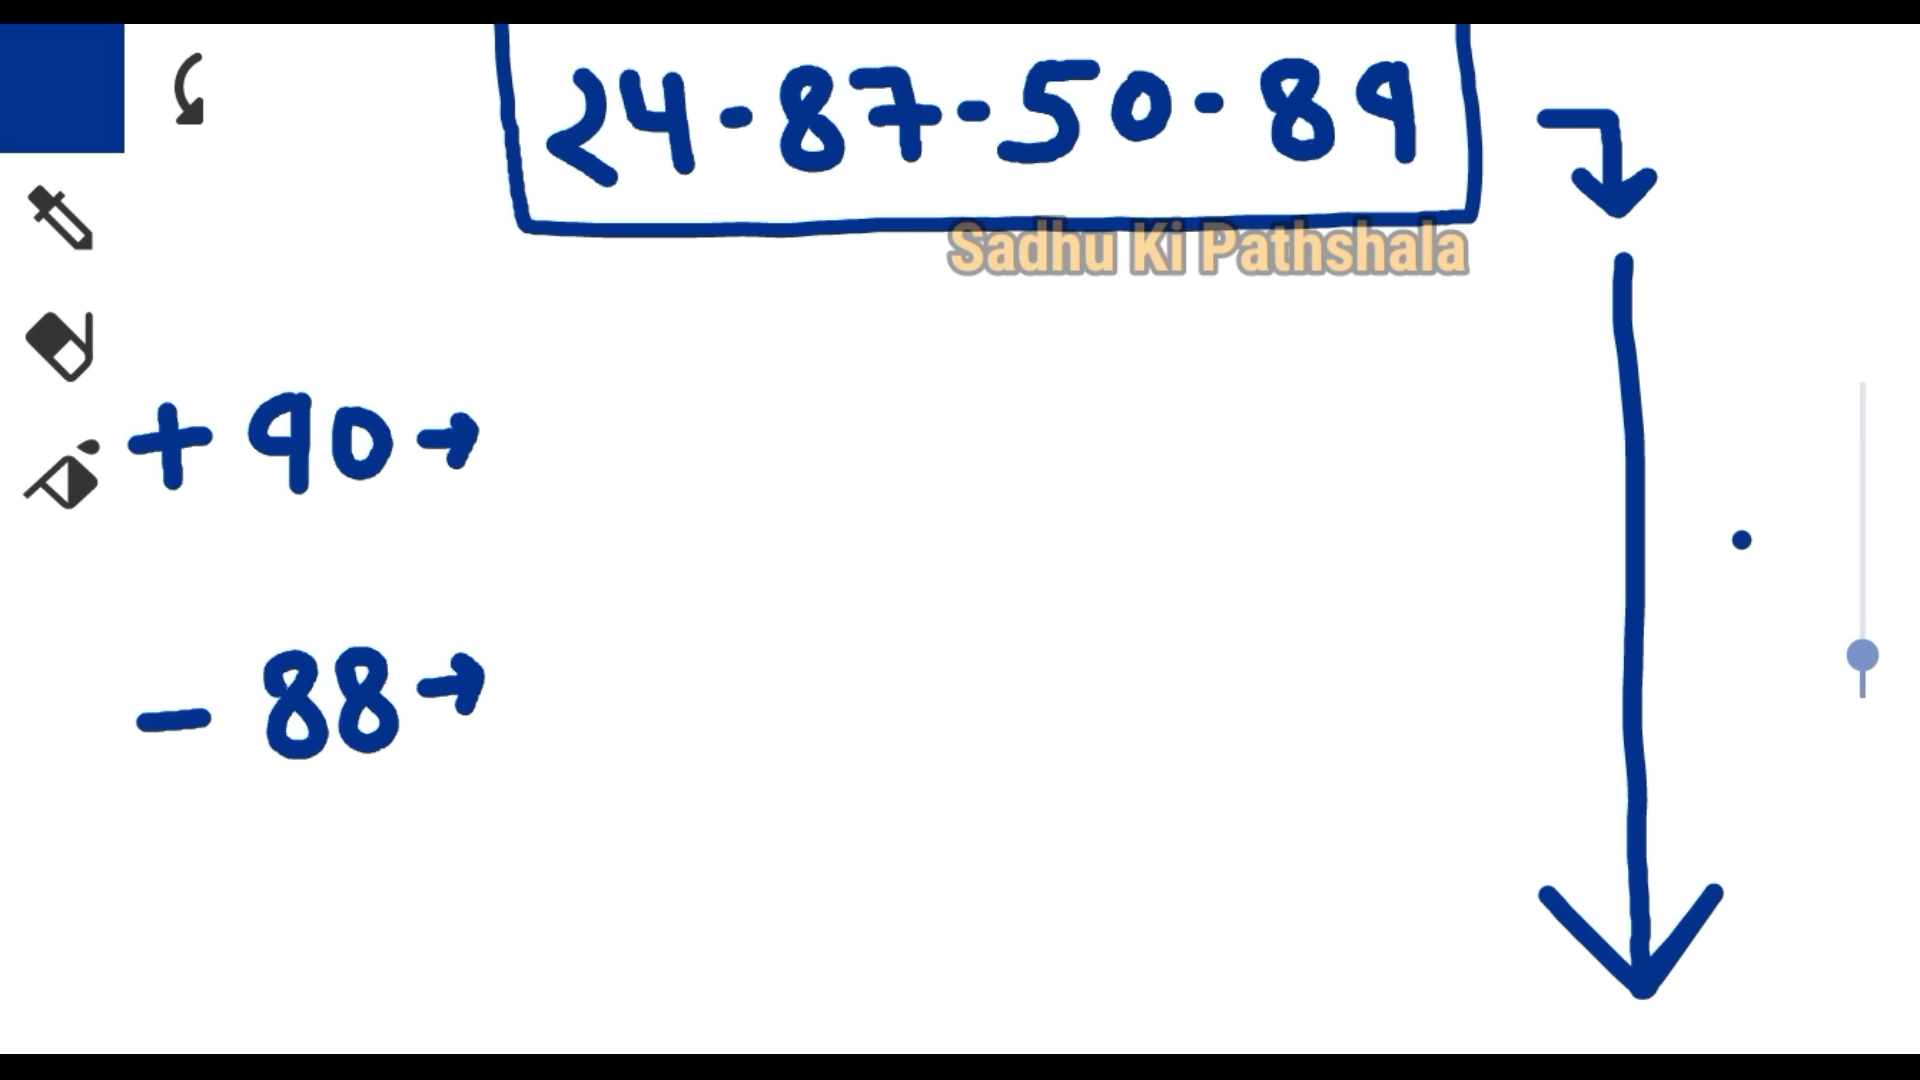 24-87-50-89
Sadhu Ki Pathshala
+ 90 →
- 88 →